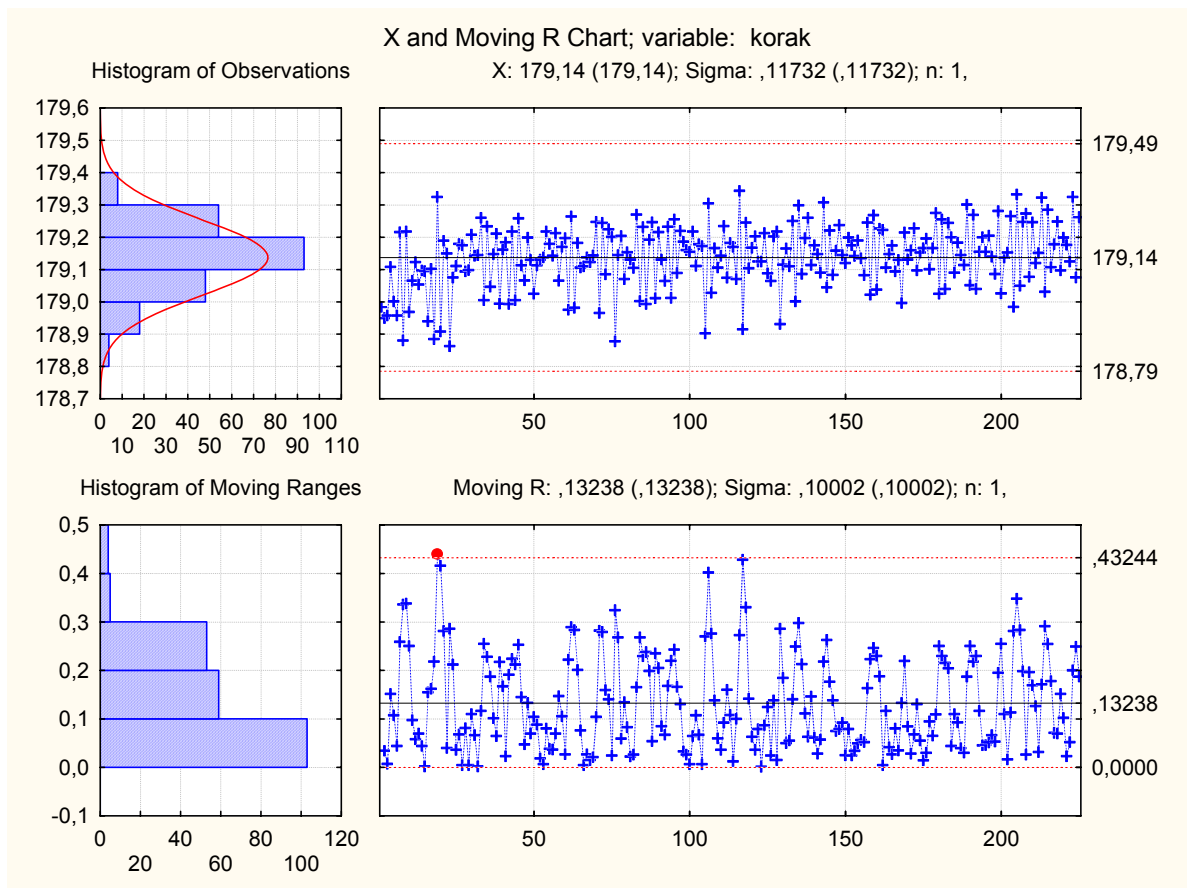 X and Moving R Chart; variable:  korak
Histogram of Observations
X: 179,14 (179,14); Sigma: ,11732 (,11732); n: 1,
179,6
179,5
179,4
179,3
179,2
179,1
179,0
178,9
178,8
178,7
0 20 40 60 80 100
10 30 50 70 90 110
179,49
179,14
178,79
50 100 150 200
Histogram of Moving Ranges
Moving R: ,13238 (,13238); Sigma: ,10002 (,10002); n: 1,
0,5
0,4
0,3
0,2
0,1
0,0
-0,1
0 40 80 120
20 60 100
,43244
,13238
0,0000
50 100 150 200